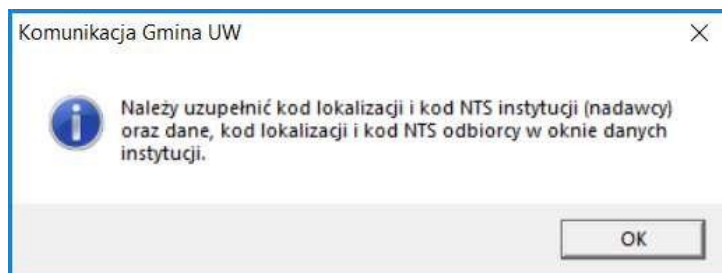 Komunikacja Gmina UW
Należy uzupełnić kod lokalizacji i kod NTS instytucji (nadawcy)
oraz dane, kod lokalizacji i kod NTS odbiorcy w oknie danych
instytucji.
OK